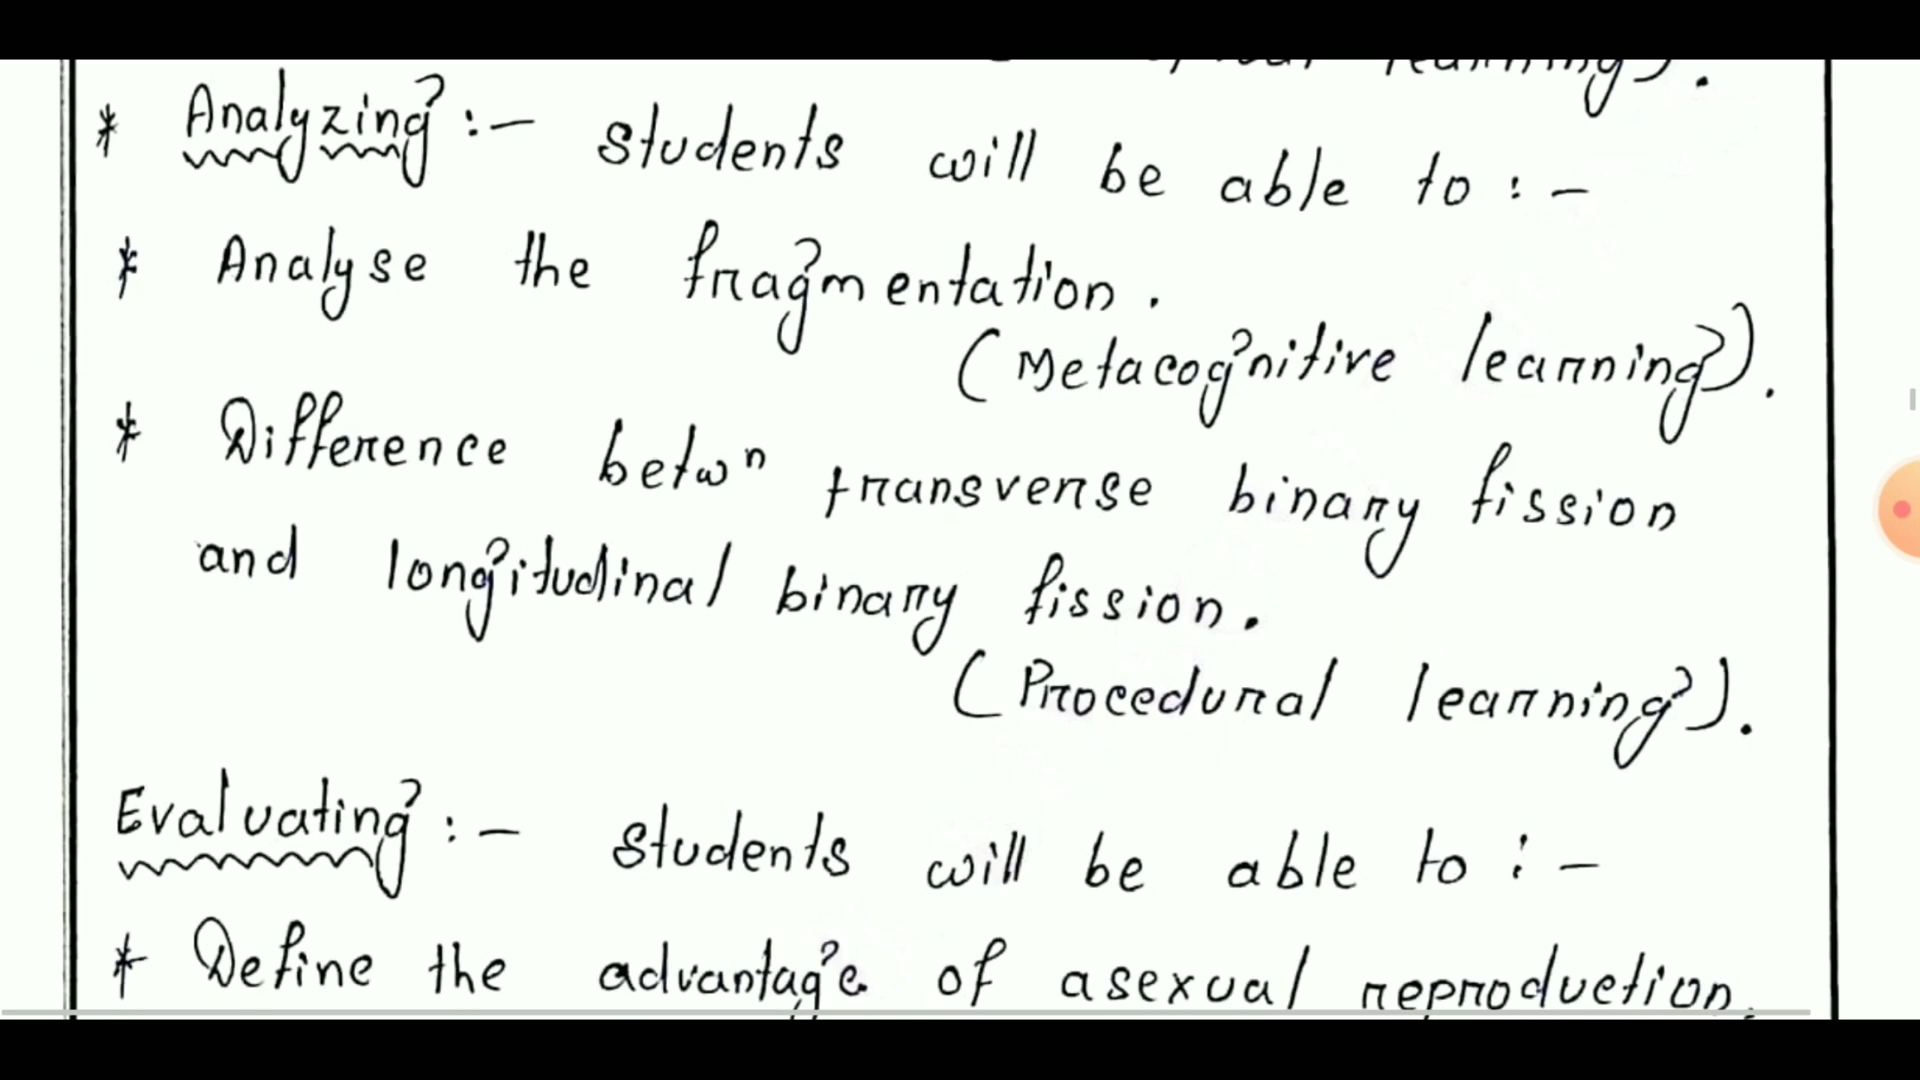 * Analyzing :- students will be able to :-
* Analyse the fragmentation.
(Metacognitive learning).
* Difference betwn transverse binary fission
and longitudinal binary fission.
(Procedural learning).
Evaluating :- students will be able to :-
* Define the advantage of asexual reproduction.